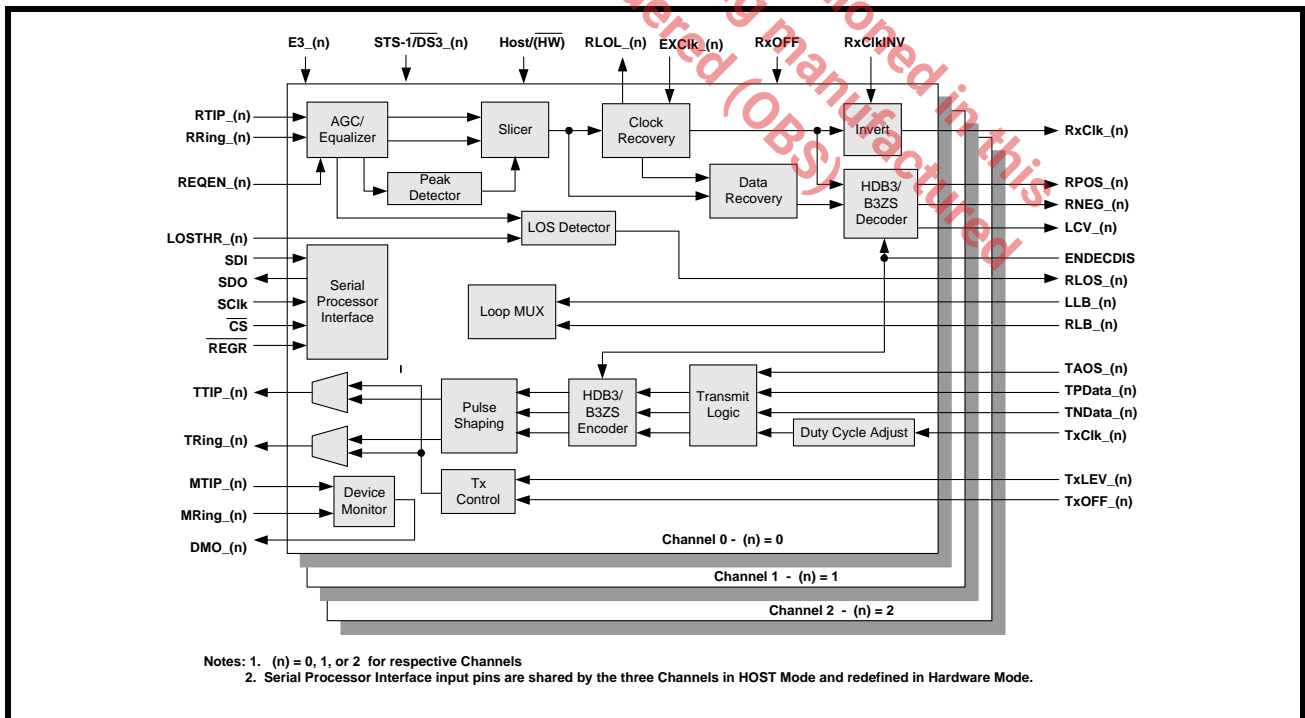 E3_(n) STS-1/DS3_(n) Host/(HW) RLOL_(n) EXClk_(n) RxOFF RxClkINV
RTIP_(n)
RRing_(n)
REQEN_(n)
LOSTHR_(n)
SDI
SDO
SClk
CS
REGR
TTIP_(n)
TRing_(n)
MTIP_(n)
MRing_(n)
DMO_(n)
AGC/
Equalizer
Peak
Detector
Slicer
LOS Detector
Clock
Recovery
Data
Recovery
Invert
HDB3/
B3ZS
Decoder
Serial
Processor
Interface
Loop MUX
Pulse
Shaping
HDB3/
B3ZS
Encoder
Transmit
Logic
Duty Cycle Adjust
Tx
Control
Device
Monitor
RxClk_(n)
RPOS_(n)
RNEG_(n)
LCV_(n)
ENDECDIS
RLOS_(n)
LLB_(n)
RLB_(n)
TAOS_(n)
TPData_(n)
TNData_(n)
TxClk_(n)
TxLEV_(n)
TxOFF_(n)
Channel 0 - (n) = 0
Channel 1 - (n) = 1
Channel 2 - (n) = 2
Notes: 1. (n) = 0, 1, or 2 for respective Channels
2. Serial Processor Interface input pins are shared by the three Channels in HOST Mode and redefined in Hardware Mode.
in this
manufactured
(OBS)